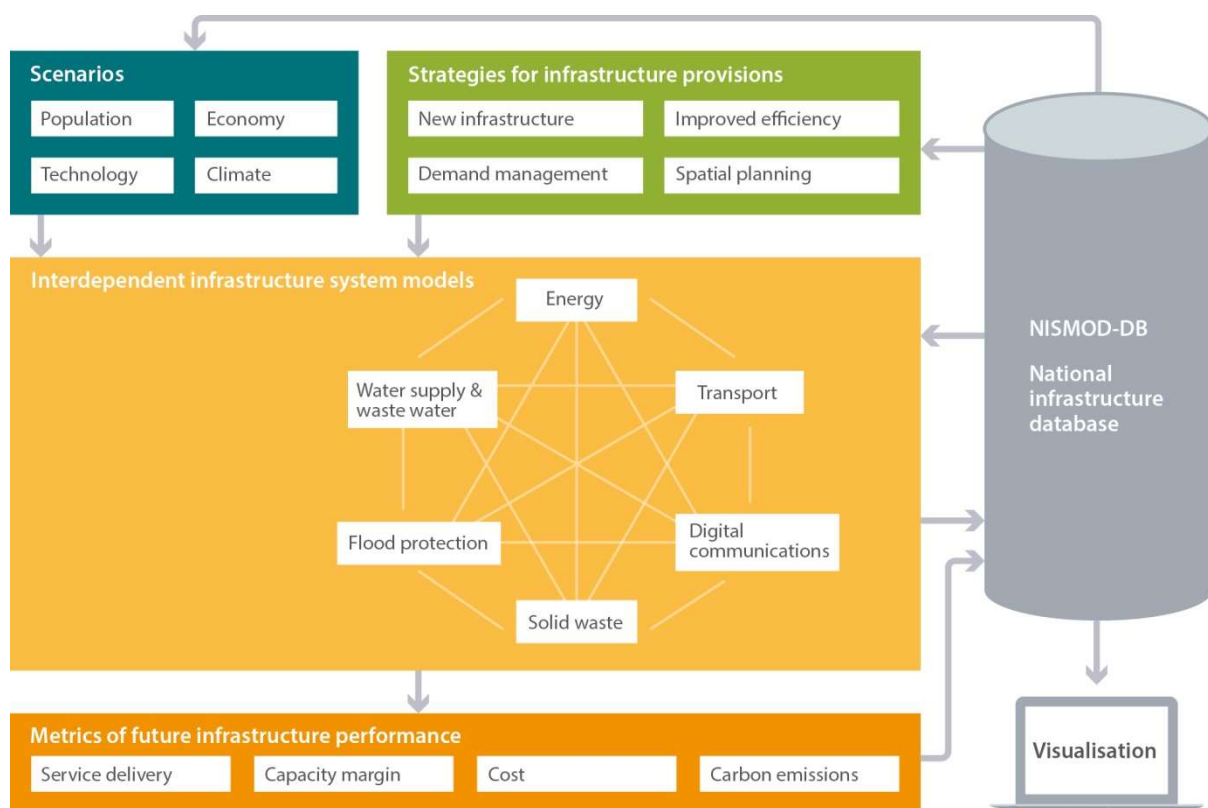 Scenarios
Population
Economy
Technology
Climate
Strategies for infrastructure provisions
New infrastructure
Improved efficiency
Demand management
Spatial planning
Interdependent infrastructure system models
Energy
Water supply &
waste water
Transport
Flood protection
Digital
communications
Solid waste
NISMOD-DB
National
infrastructure
database
Metrics of future infrastructure performance
Service delivery
Capacity margin
Cost
Carbon emissions
Visualisation